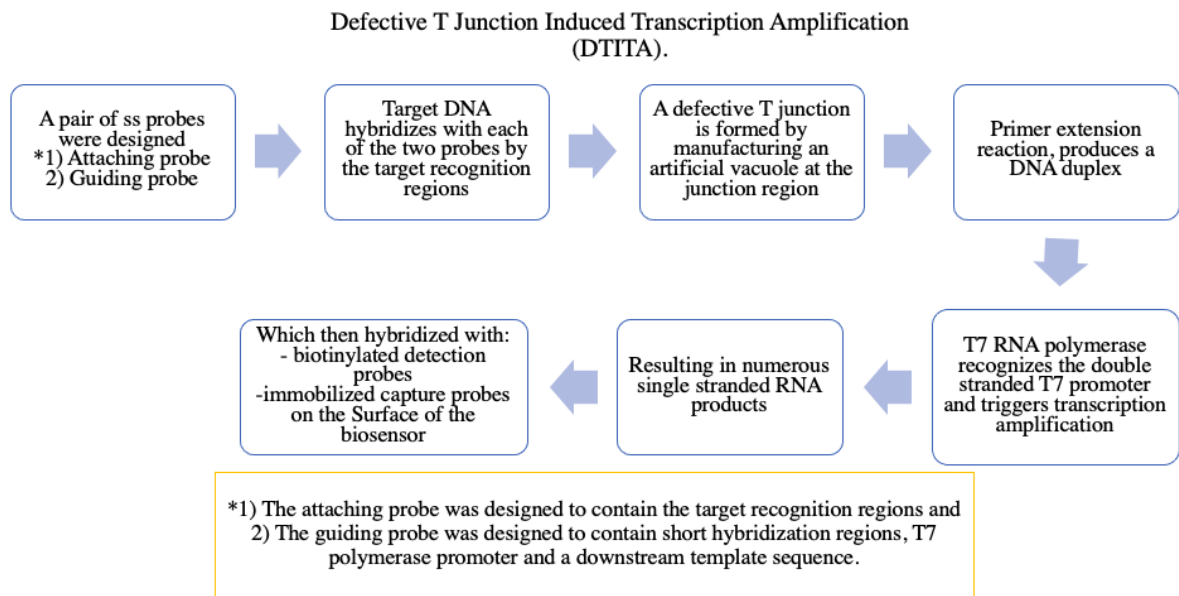 Defective T Junction Induced Transcription Amplification
(DTITA).
A pair of ss probes
were designed
*1) Attaching probe
2) Guiding probe
Target DNA
hybridizes with each
of the two probes by
the target recognition
regions
A defective T junction
is formed by
manufacturing an
artificial vacuole at the
junction region
Primer extension
reaction, produces a
DNA duplex
T7 RNA polymerase
recognizes the double
stranded T7 promoter
and triggers transcription
amplification
Resulting in numerous
single stranded RNA
products
Which then hybridized with:
- biotinylated detection
probes
-immobilized capture probes
on the Surface of the
biosensor
*1) The attaching probe was designed to contain the target recognition regions and
2) The guiding probe was designed to contain short hybridization regions, T7
polymerase promoter and a downstream template sequence.